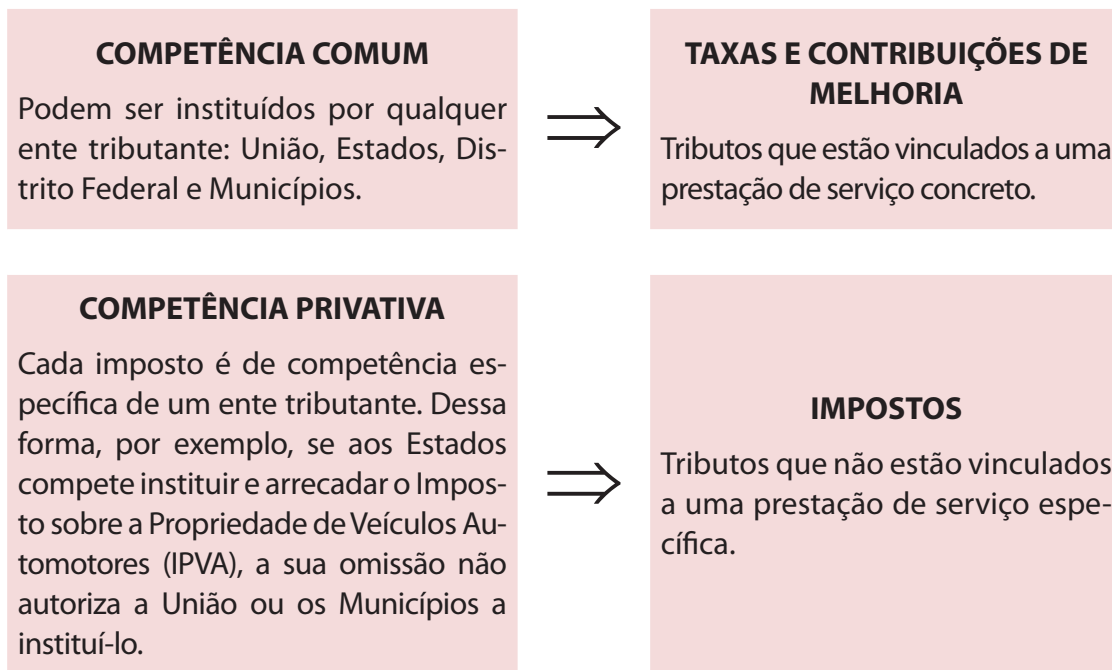 COMPETÊNCIA COMUM
Podem ser instituídos por qualquer
ente tributante: União, Estados, Dis-
trito Federal e Municípios.
⇒
TAXAS E CONTRIBUIÇÕES DE
MELHORIA
Tributos que estão vinculados a uma
prestação de serviço concreto.
COMPETÊNCIA PRIVATIVA
Cada imposto é de competência es-
pecífica de um ente tributante. Dessa
forma, por exemplo, se aos Estados
compete instituir e arrecadar o Impos-
to sobre a Propriedade de Veículos Au-
tomotores (IPVA), a sua omissão não
autoriza a União ou os Municípios a
instituí-lo.
⇒
IMPOSTOS
Tributos que não estão vinculados
a uma prestação de serviço espe-
cífica.